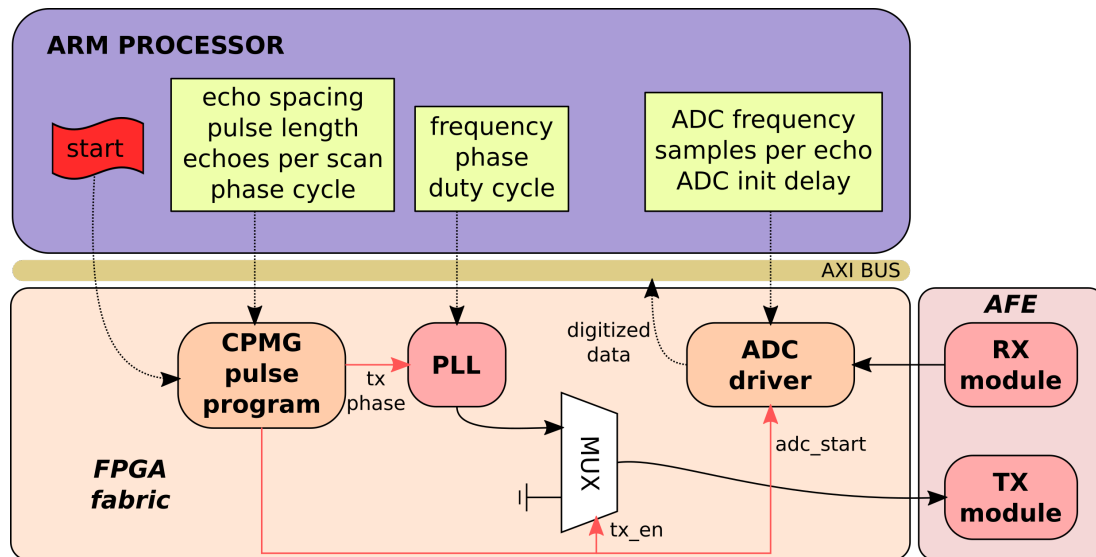 ARM PROCESSOR
start
echo spacing
pulse length
echoes per scan
phase cycle
frequency
phase
duty cycle
ADC frequency
samples per echo
ADC init delay
AXI BUS
CPMG
pulse
program
tx
phase
PLL
digitized
data
ADC
driver
AFE
RX
module
MUX
adc_start
tx_en
FPGA
fabric
TX
module